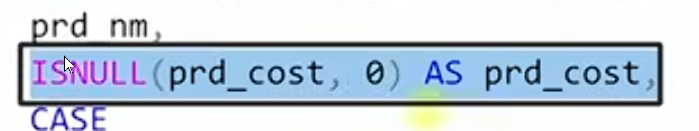 prd_nm,
ISNULL(prd_cost, 0) AS prd_cost,
CASE